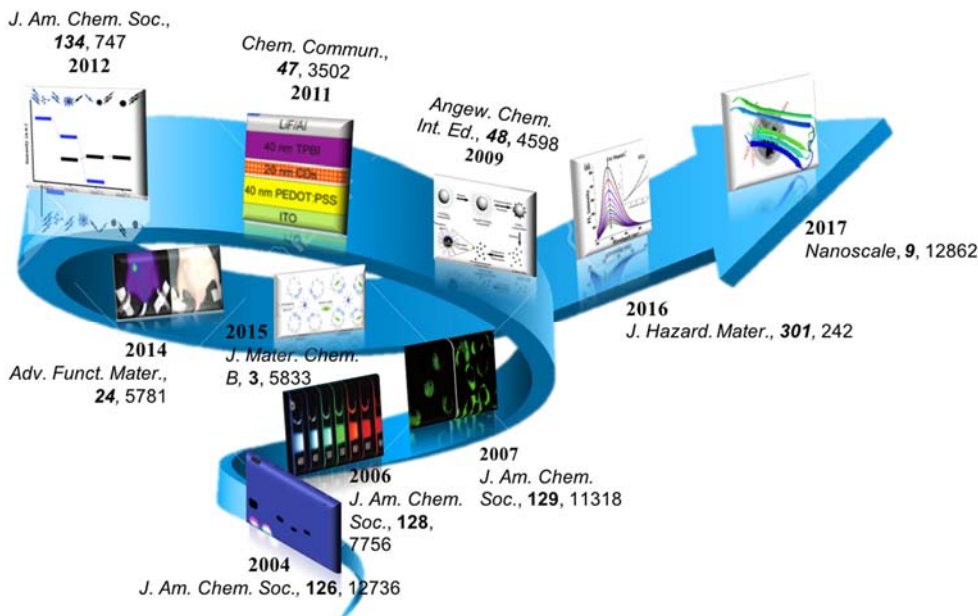 J. Am. Chem. Soc.,
134, 747
2012
Chem. Commun.,
47, 3502
2011
LiF/Al
40 nm TPBI
20 nm CDs
40 nm PEDOT:PSS
ITO
Angew. Chem.
Int. Ed., 48, 4598
2009
2017
Nanoscale, 9, 12862
2016
J. Hazard. Mater., 301, 242
2014
Adv. Funct. Mater.,
24, 5781
2015
J. Mater. Chem.
B, 3, 5833
2007
J. Am. Chem.
Soc., 129, 11318
2006
J. Am. Chem.
Soc., 128,
7756
2004
J. Am. Chem. Soc., 126, 12736